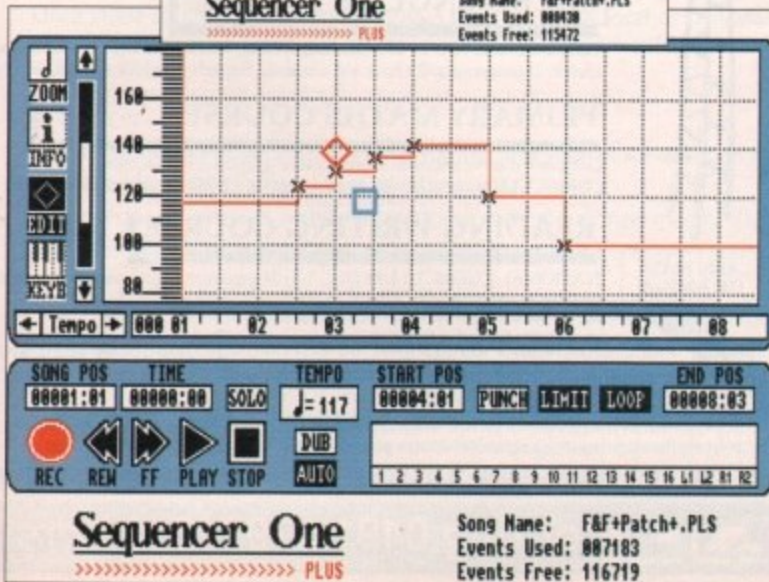 Sequencer One
>>>>>>>>>>>>>>>>>>>>>>> PLUS
Song Name: F&F+Patch+.PLS
Events Used: 000430
Events Free: 115472
ZOOM
INFO
EDIT
KEYB
160
140
120
100
80
Tempo
000 01 02 03 04 05 06 07 08
SONG POS TIME TEMPO START POS END POS
00001:01 00000:00 SOLO ♩=117 00004:01 PUNCH LIMIT LOOP 00008:03
DUB
AUTO
REC REW FF PLAY STOP
1 2 3 4 5 6 7 8 9 10 11 12 13 14 15 16 L1 L2 R1 R2
Sequencer One
>>>>>>>>>>>>>>>>>>>>>>> PLUS
Song Name: F&F+Patch+.PLS
Events Used: 007183
Events Free: 116719